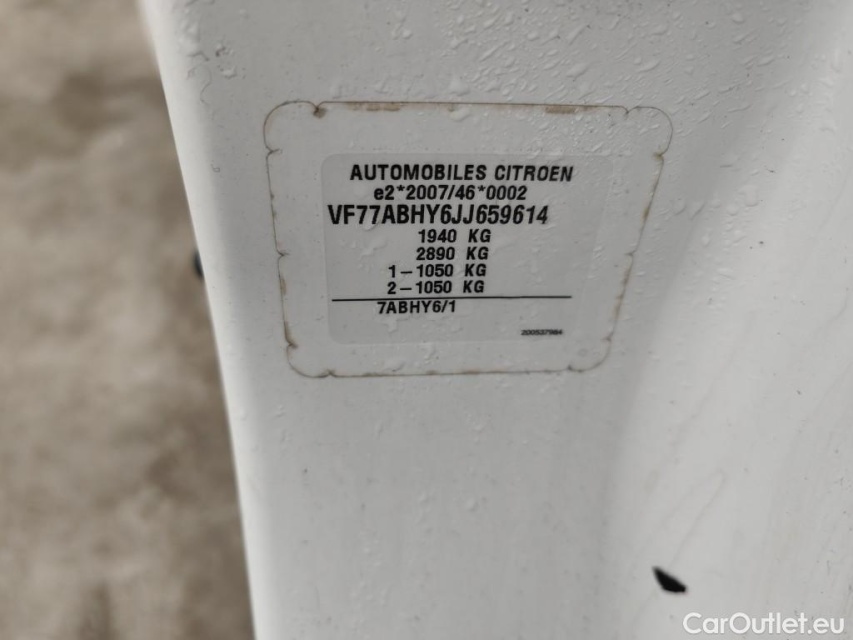 AUTOMOBILES CITROEN
e2*2007/46*0002
VF77ABHY6JJ659614
1940 KG
2890 KG
1-1050 KG
2-1050 KG
7ABHY6/1
200537984
CarOutlet.eu